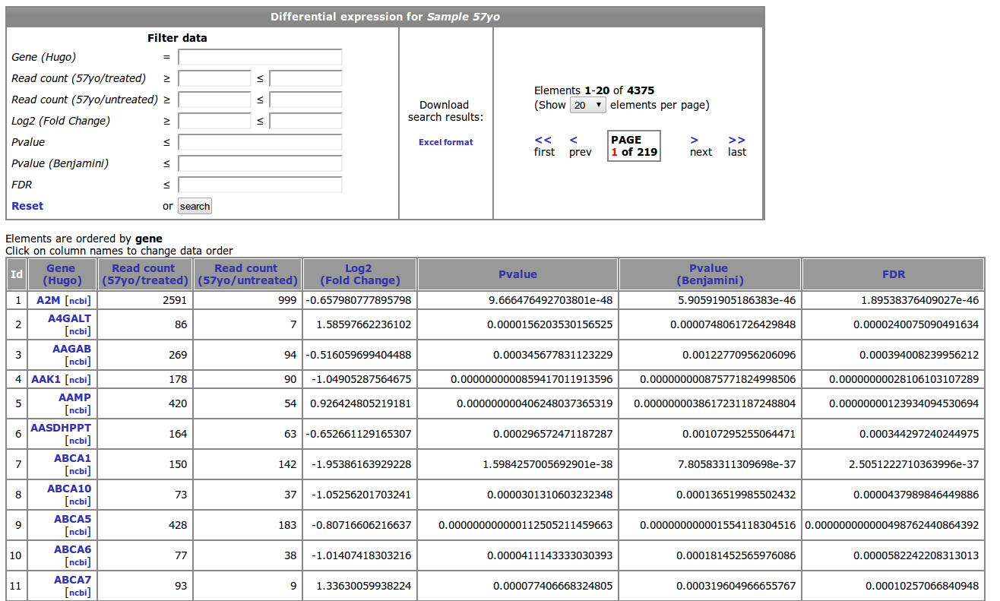 Differential expression for Sample 57yo
Filter data
Gene (Hugo) =
Read count (57yo/treated) ≥ ≤
Read count (57yo/untreated) ≥ ≤
Log2 (Fold Change) ≥ ≤
Pvalue ≤
Pvalue (Benjamini) ≤
FDR ≤
Reset or search
Download
search results:
Excel format
Elements 1-20 of 4375
(Show 20 ▼ elements per page)
<< < PAGE > >>
first prev 1 of 219 next last
Elements are ordered by gene
Click on column names to change data order
Id Gene (Hugo) Read count (57yo/treated) Read count (57yo/untreated) Log2 (Fold Change) Pvalue Pvalue (Benjamini) FDR
1 A2M [ncbi] 2591 999 -0.657980777895798 9.666476492703801e-48 5.90591905186383e-46 1.89538376409027e-46
2 A4GALT [ncbi] 86 7 1.58597662236102 0.0000156203530156525 0.0000748061726429848 0.0000240075090491634
3 AAGAB [ncbi] 269 94 -0.516059699404488 0.000345677831123229 0.00122770956206096 0.000394008239956212
4 AAK1 [ncbi] 178 90 -1.04905287564675 0.0000000000859417011913596 0.000000000875771824998506 0.00000000028106103107289
5 AAMP [ncbi] 420 54 0.926424805219181 0.000000000406248037365319 0.0000000038617231187248804 0.00000000123934094530694
6 AASDHPPT [ncbi] 164 63 -0.652661129165307 0.000296572471187287 0.00107295255064471 0.000344297240244975
7 ABCA1 [ncbi] 150 142 -1.95386163929228 1.5984257005692901e-38 7.80583311309698e-37 2.5051222710363996e-37
8 ABCA10 [ncbi] 73 37 -1.05256201703241 0.0000301310603232348 0.000136519985502432 0.0000437989846449886
9 ABCA5 [ncbi] 428 183 -0.80716606216637 0.000000000000112505211459663 0.00000000000155411830451​6 0.000000000000498762440864392
10 ABCA6 [ncbi] 77 38 -1.01407418303216 0.0000411143333030393 0.000181452565976086 0.0000582242208313013
11 ABCA7 [ncbi] 93 9 1.33630059938224 0.000077406668324805 0.000319604966655767 0.00010257066840948